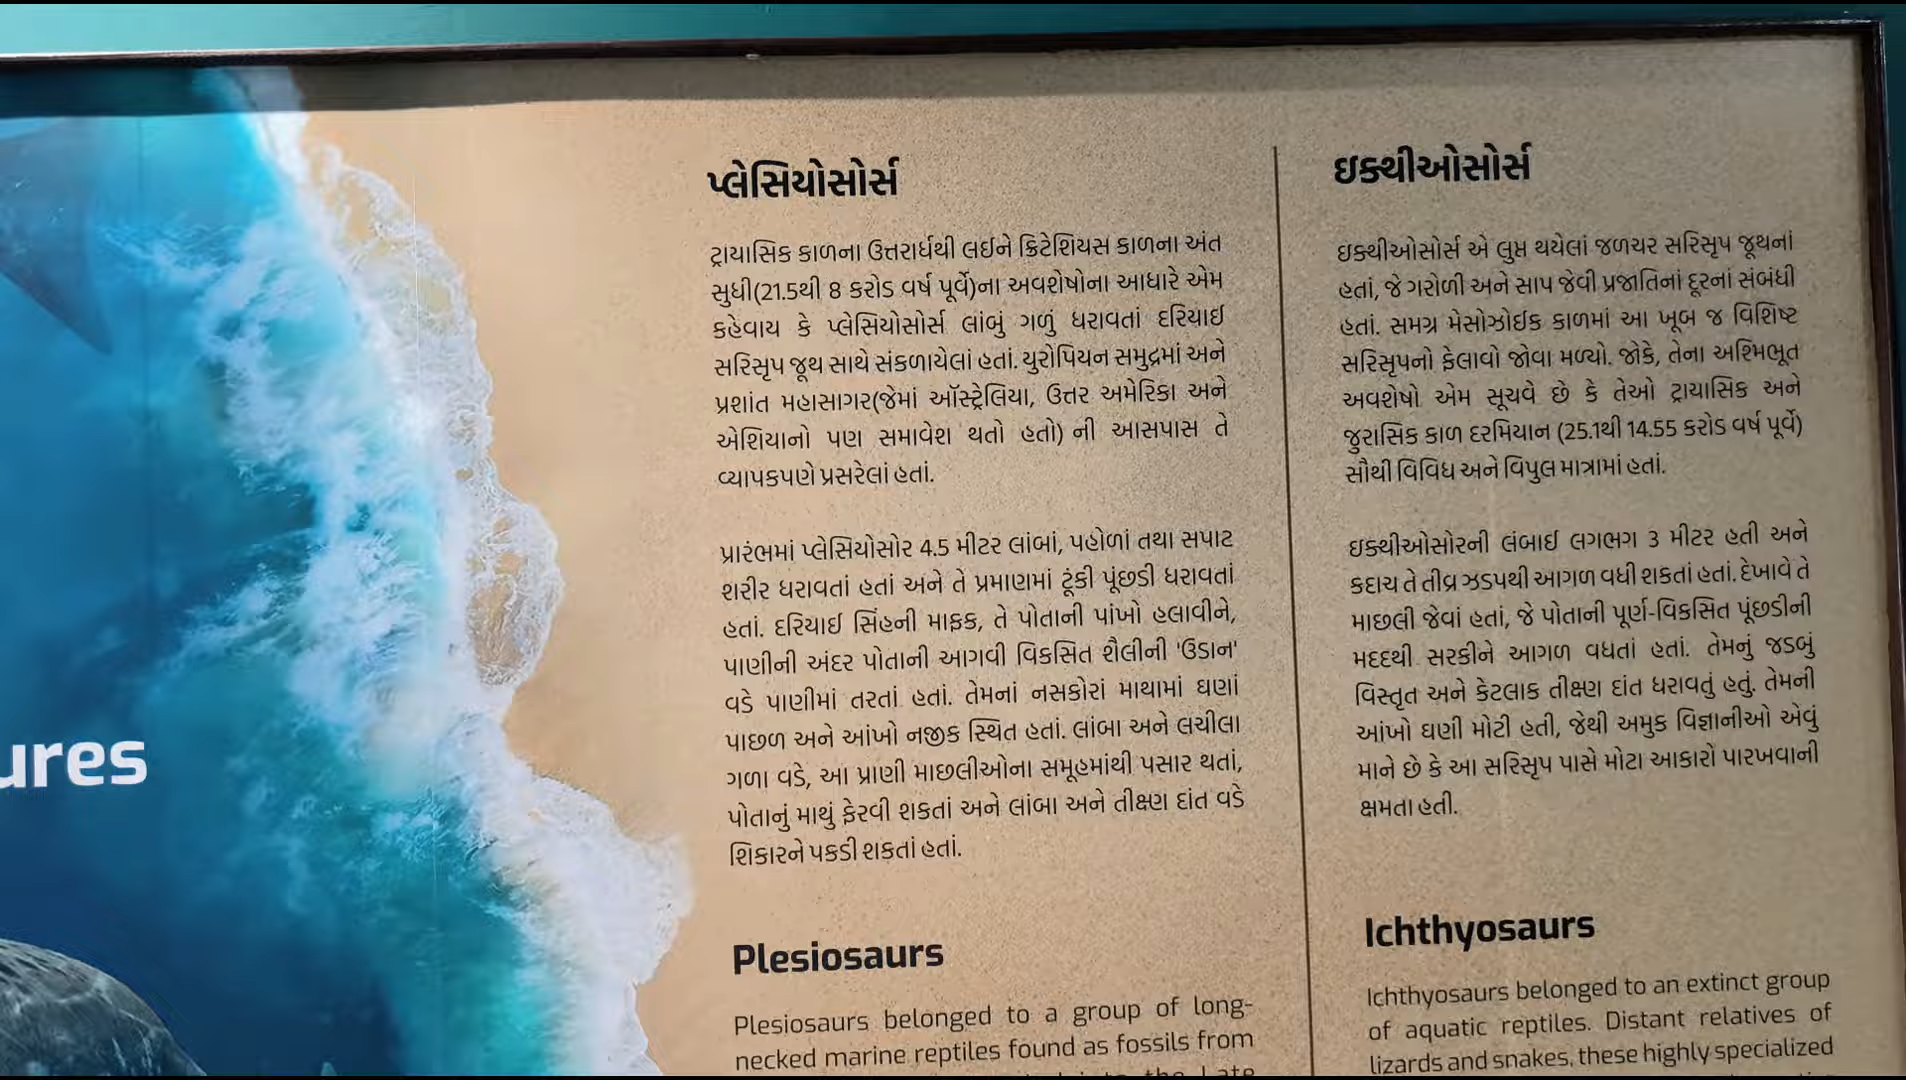 ures
પ્લેસિયોસોર્સ
ટ્રાયાસિક કાળના ઉત્તરાર્ધથી લઈને ક્રિટેશિયસ કાળના અંત
સુધી(21.5થી 8 કરોડ વર્ષ પૂર્વે)ના અવશેષોના આધારે એમ
કહેવાય કે પ્લેસિયોસોર્સ લાંબું ગળું ધરાવતાં દરિયાઈ
સરિસૃપ જૂથ સાથે સંકળાયેલાં હતાં. યુરોપિયન સમુદ્રમાં અને
પ્રશાંત મહાસાગર(જેમાં ઑસ્ટ્રેલિયા, ઉત્તર અમેરિકા અને
એશિયાનો પણ સમાવેશ થતો હતો) ની આસપાસ તે
વ્યાપકપણે પ્રસરેલાં હતાં.
પ્રારંભમાં પ્લેસિયોસોર 4.5 મીટર લાંબાં, પહોળાં તથા સપાટ
શરીર ધરાવતાં હતાં અને તે પ્રમાણમાં ટૂંકી પૂંછડી ધરાવતાં
હતાં. દરિયાઈ સિંહની માફક, તે પોતાની પાંખો હલાવીને,
પાણીની અંદર પોતાની આગવી વિકસિત શૈલીની 'ઉડાન'
વડે પાણીમાં તરતાં હતાં. તેમનાં નસકોરાં માથામાં ઘણાં
પાછળ અને આંખો નજીક સ્થિત હતાં. લાંબા અને લચીલા
ગળા વડે, આ પ્રાણી માછલીઓના સમૂહમાંથી પસાર થતાં,
પોતાનું માથું ફેરવી શકતાં અને લાંબા અને તીક્ષ્ણ દાંત વડે
શિકારને પકડી શકતાં હતાં.
Plesiosaurs
Plesiosaurs belonged to a group of long-
necked marine reptiles found as fossils from
the Late
ઇક્થીઓસોર્સ
ઇક્થીઓસોર્સ એ લુપ્ત થયેલાં જળચર સરિસૃપ જૂથનાં
હતાં, જે ગરોળી અને સાપ જેવી પ્રજાતિનાં દૂરનાં સંબંધી
હતાં. સમગ્ર મેસોઝોઈક કાળમાં આ ખૂબ જ વિશિષ્ટ
સરિસૃપનો ફેલાવો જોવા મળ્યો. જોકે, તેના અશ્મિભૂત
અવશેષો એમ સૂચવે છે કે તેઓ ટ્રાયાસિક અને
જુરાસિક કાળ દરમિયાન (25.1થી 14.55 કરોડ વર્ષ પૂર્વે)
સૌથી વિવિધ અને વિપુલ માત્રામાં હતાં.
ઇક્થીઓસોરની લંબાઈ લગભગ 3 મીટર હતી અને
કદાચ તે તીવ્ર ઝડપથી આગળ વધી શકતાં હતાં. દેખાવે તે
માછલી જેવાં હતાં, જે પોતાની પૂર્ણ-વિકસિત પૂંછડીની
મદદથી સરકીને આગળ વધતાં હતાં. તેમનું જડબું
વિસ્તૃત અને કેટલાક તીક્ષ્ણ દાંત ધરાવતું હતું. તેમની
આંખો ઘણી મોટી હતી, જેથી અમુક વિજ્ઞાનીઓ એવું
માને છે કે આ સરિસૃપ પાસે મોટા આકારો પારખવાની
ક્ષમતા હતી.
Ichthyosaurs
Ichthyosaurs belonged to an extinct group
of aquatic reptiles. Distant relatives of
lizards and snakes, these highly specialized